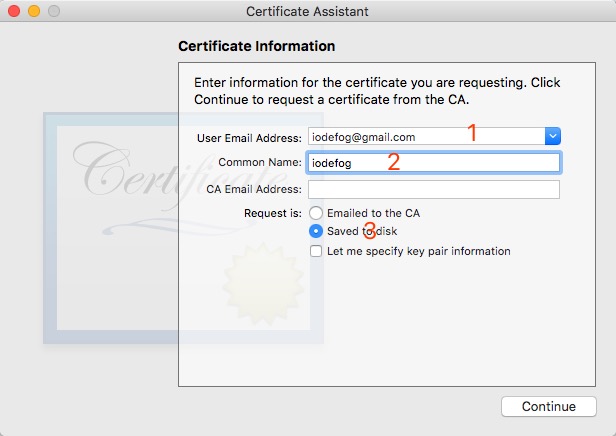 Certificate Assistant
Certificate Information
Enter information for the certificate you are requesting. Click
Continue to request a certificate from the CA.
User Email Address: iodefog@gmail.com 1
Common Name: iodefog 2
CA Email Address:
Request is: Emailed to the CA
Saved to disk 3
Let me specify key pair information
Certificate
Continue